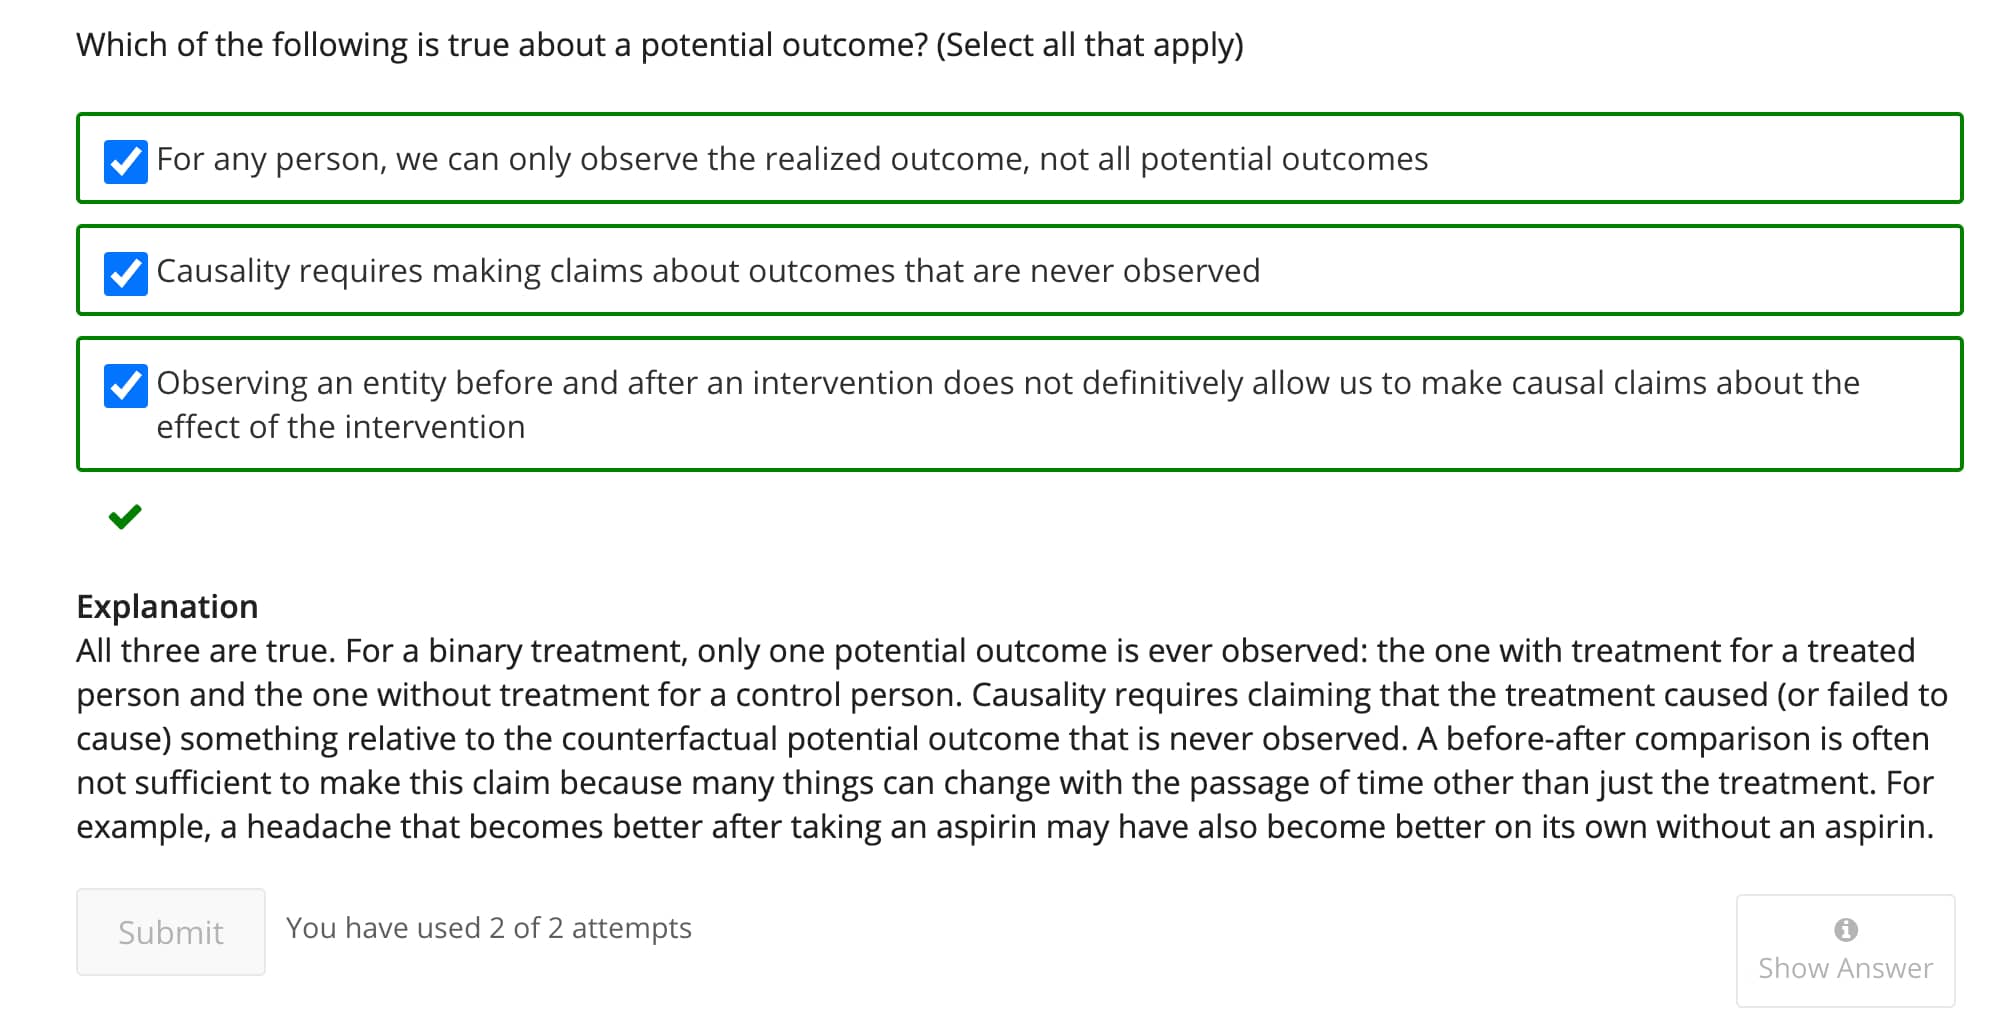 Which of the following is true about a potential outcome? (Select all that apply)
For any person, we can only observe the realized outcome, not all potential outcomes
Causality requires making claims about outcomes that are never observed
Observing an entity before and after an intervention does not definitively allow us to make causal claims about the
effect of the intervention
Explanation
All three are true. For a binary treatment, only one potential outcome is ever observed: the one with treatment for a treated
person and the one without treatment for a control person. Causality requires claiming that the treatment caused (or failed to
cause) something relative to the counterfactual potential outcome that is never observed. A before-after comparison is often
not sufficient to make this claim because many things can change with the passage of time other than just the treatment. For
example, a headache that becomes better after taking an aspirin may have also become better on its own without an aspirin.
Submit
You have used 2 of 2 attempts
Show Answer